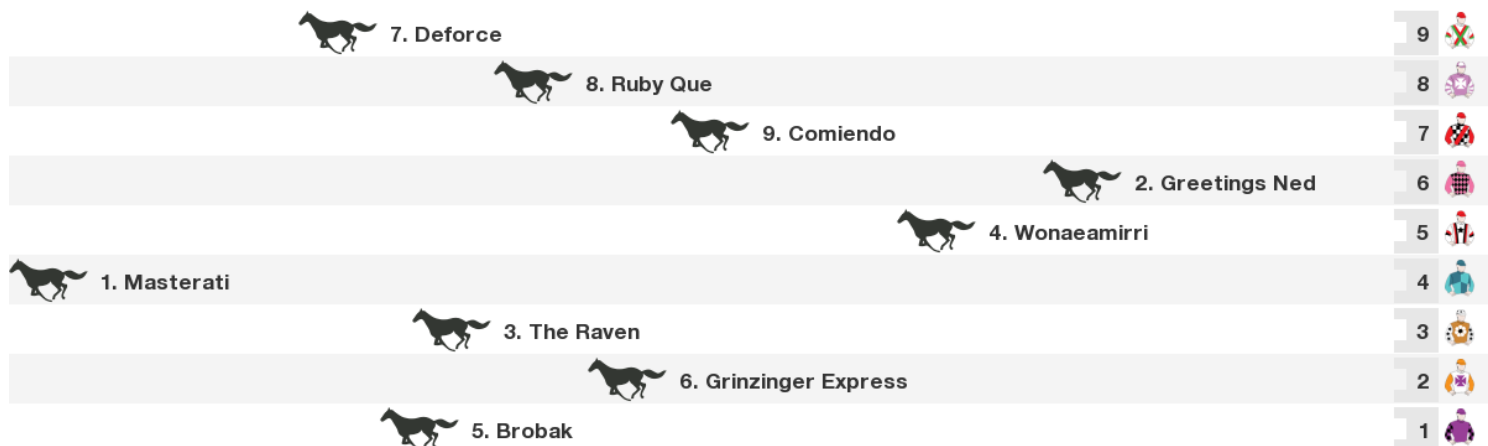 7. Deforce 9
8. Ruby Que 8
9. Comiendo 7
2. Greetings Ned 6
4. Wonaeamirri 5
1. Masterati 4
3. The Raven 3
6. Grinzinger Express 2
5. Brobak 1